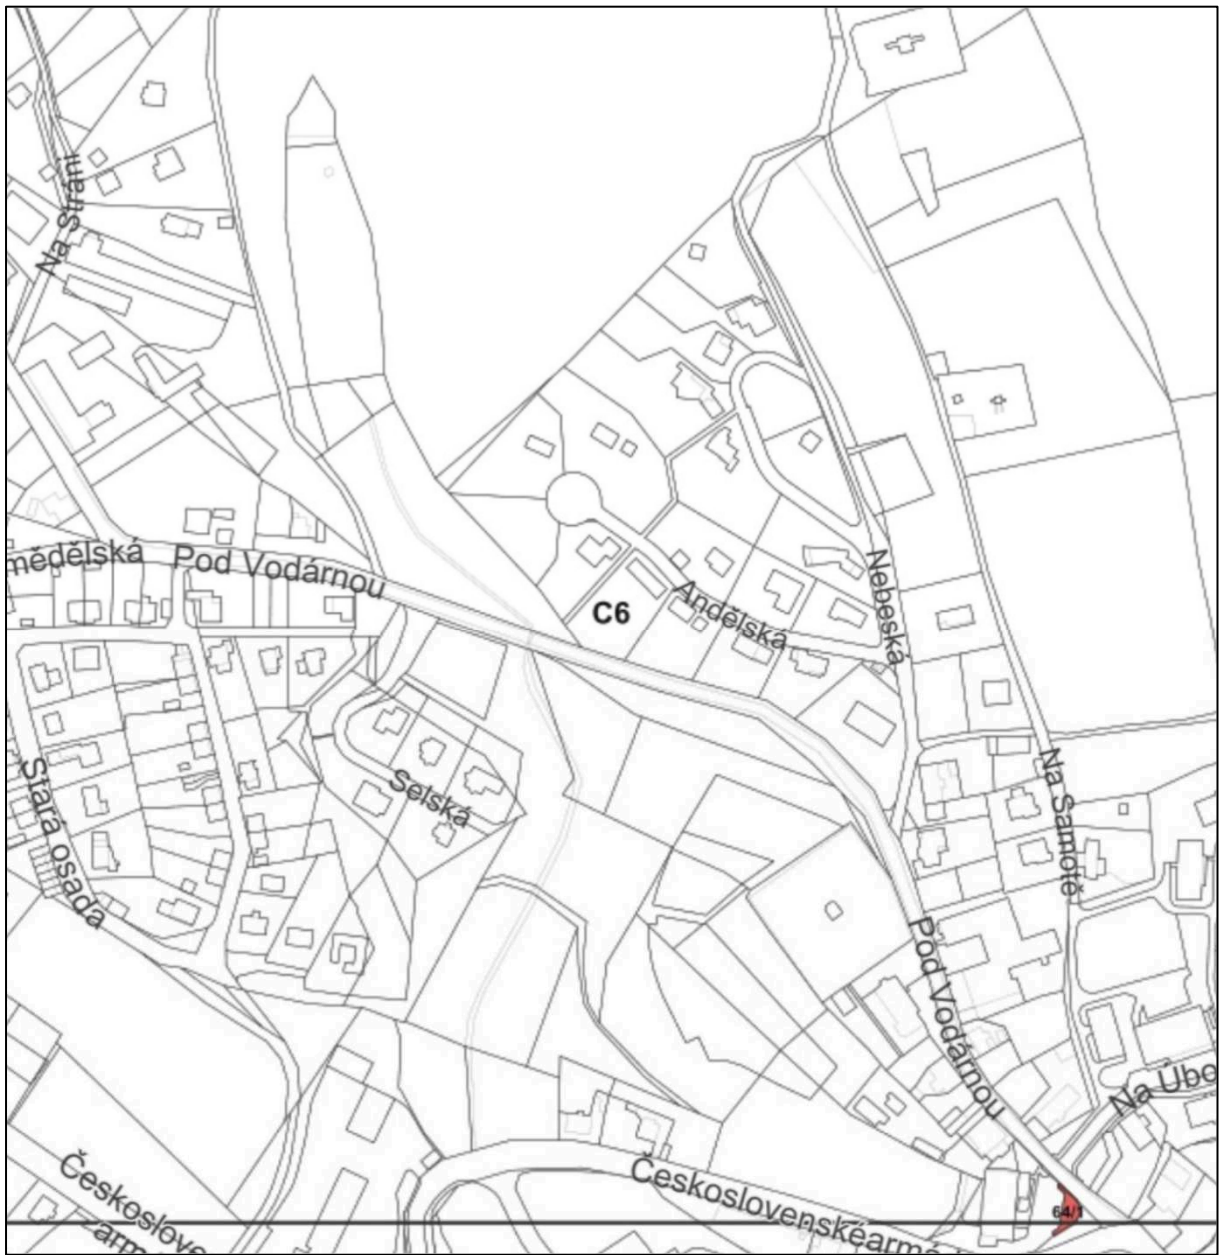 Na Stráni
mědělská
Pod Vodárnou
C6
Andělská
Nebeská
Selská
Stará osada
Na Samotě
Pod Vodárnou
Na Úbo
Českoslove
arm
Československéarmá
64/1